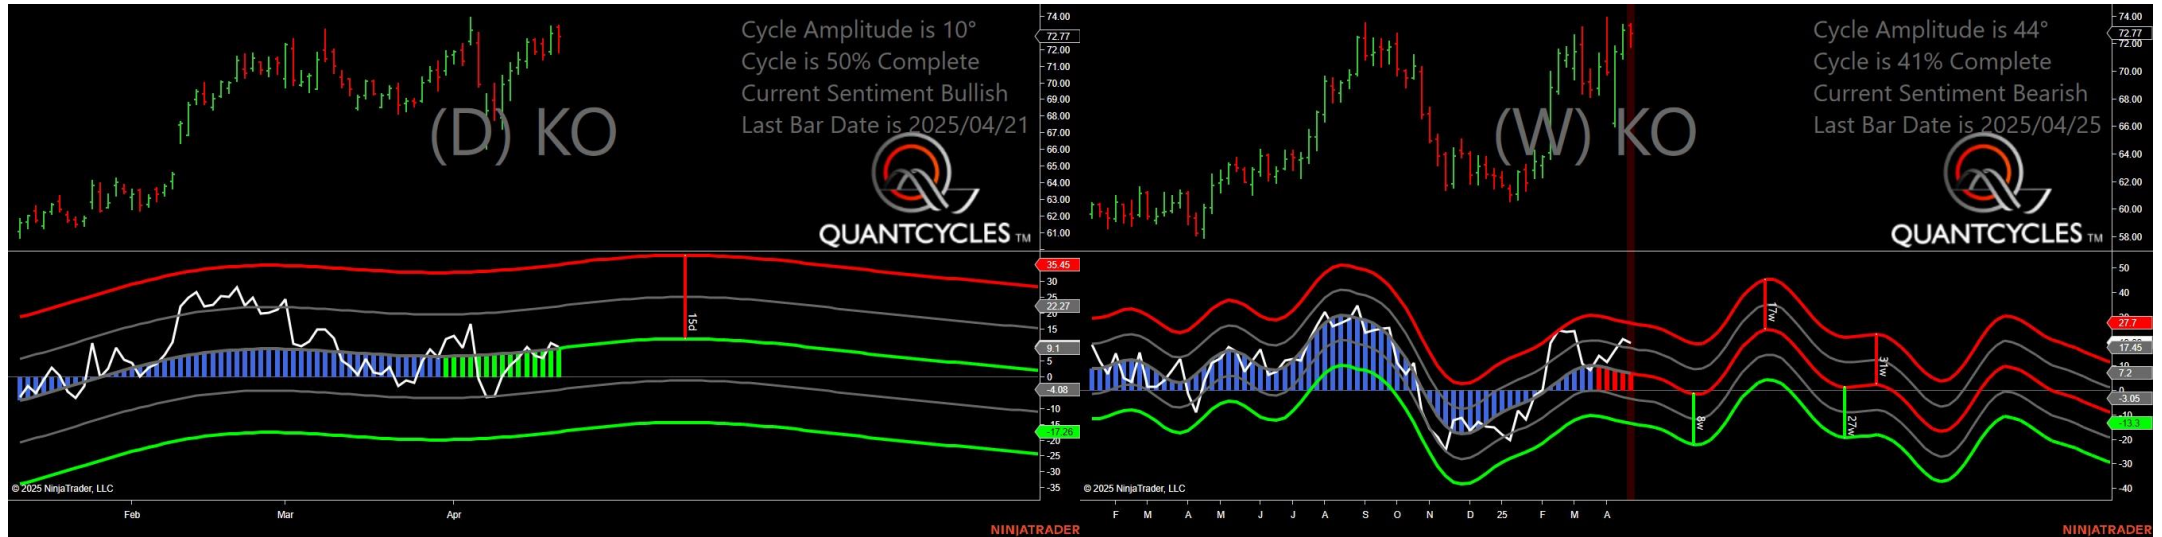 Cycle Amplitude is 10°
Cycle is 50% Complete
Current Sentiment Bullish
Last Bar Date is 2025/04/21
(D) KO
QUANTCYCLES TM
74.00
72.77
72.00
71.00
70.00
69.00
68.00
67.00
66.00
65.00
64.00
63.00
62.00
61.00
35.45
30
25
22.27
20
15
9.1
5
0
-4.08
-10
-15
-17.26
-20
-25
-30
-35
15d
© 2025 NinjaTrader, LLC
Feb Mar Apr
NINJATRADER
Cycle Amplitude is 44°
Cycle is 41% Complete
Current Sentiment Bearish
Last Bar Date is 2025/04/25
(W) KO
QUANTCYCLES TM
74.00
72.77
72.00
70.00
68.00
66.00
64.00
62.00
60.00
58.00
50
40
30
27.7
17.45
7.2
0
-3.05
-10
-13.3
-20
-30
-40
17w
31w
8w
27w
© 2025 NinjaTrader, LLC
F M A M J J A S O N D 25 F M A
NINJATRADER